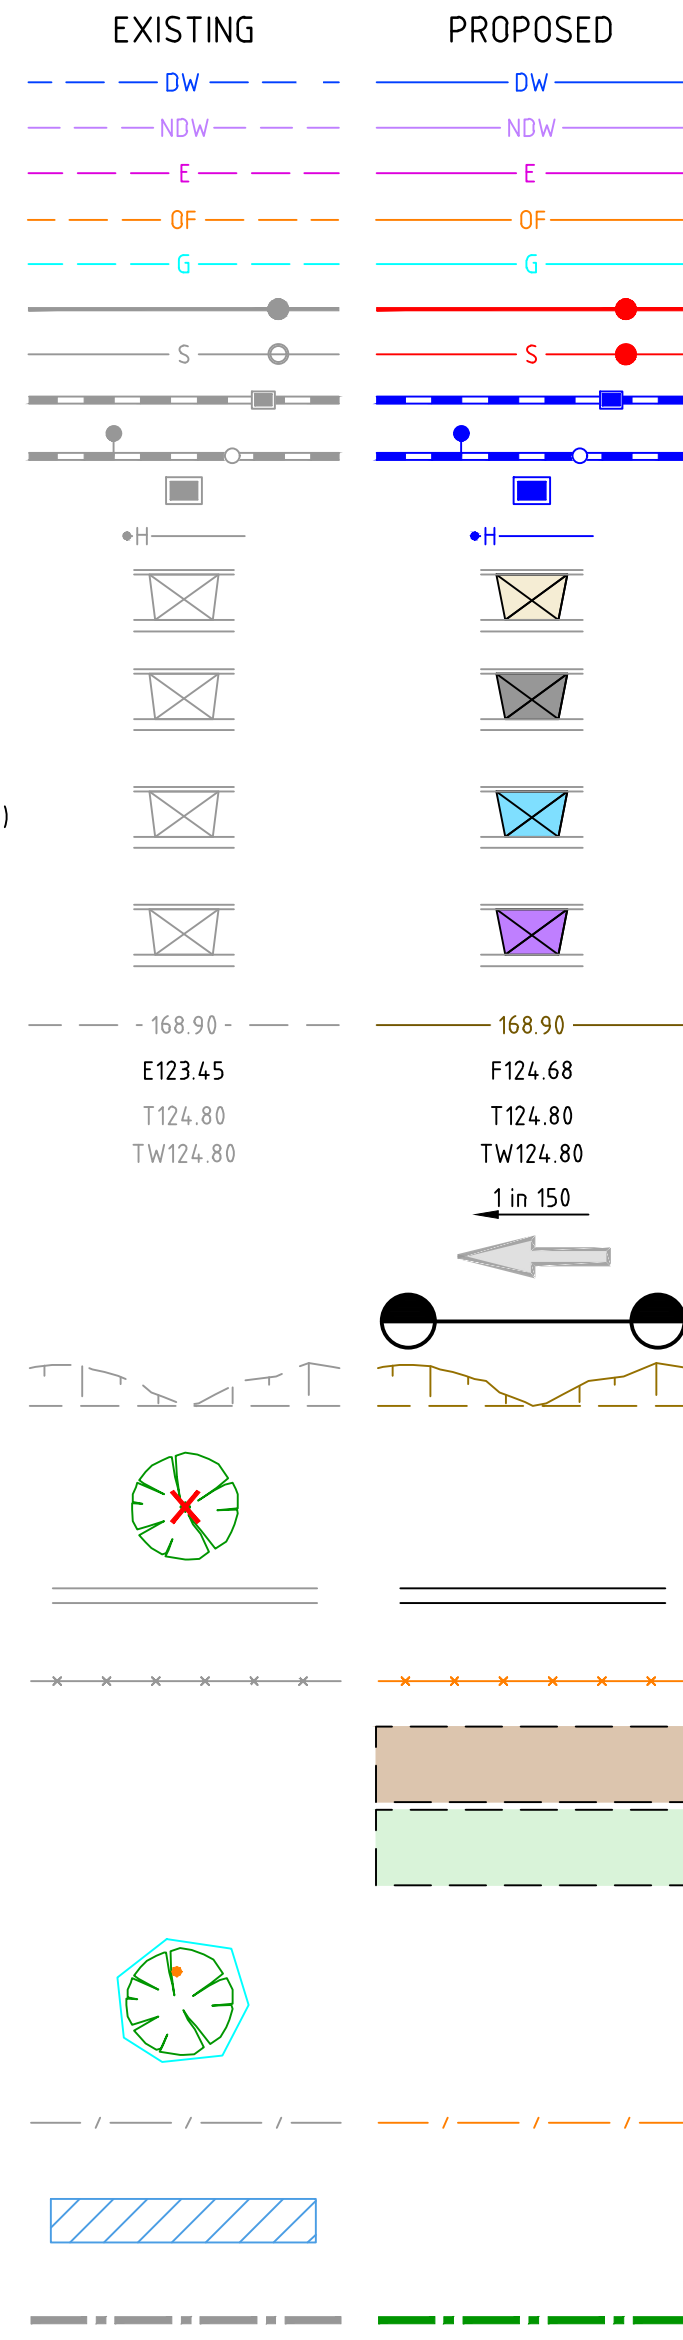 EXISTING PROPOSED
DW DW
NDW NDW
E E
OF OF
G G
S S
H H
)
168.90 168.90
E123.45 F124.68
T124.80 T124.80
TW124.80 TW124.80
1 in 150